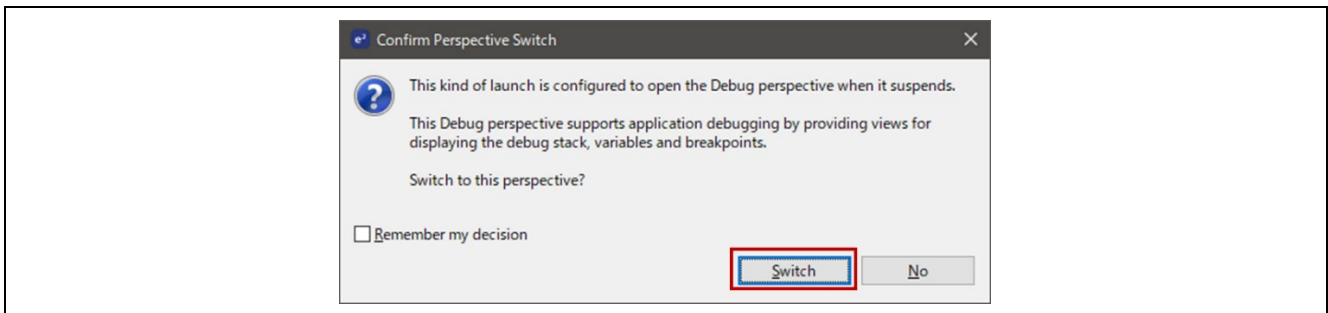 e² Confirm Perspective Switch
This kind of launch is configured to open the Debug perspective when it suspends.
This Debug perspective supports application debugging by providing views for
displaying the debug stack, variables and breakpoints.
Switch to this perspective?
Remember my decision
Switch No